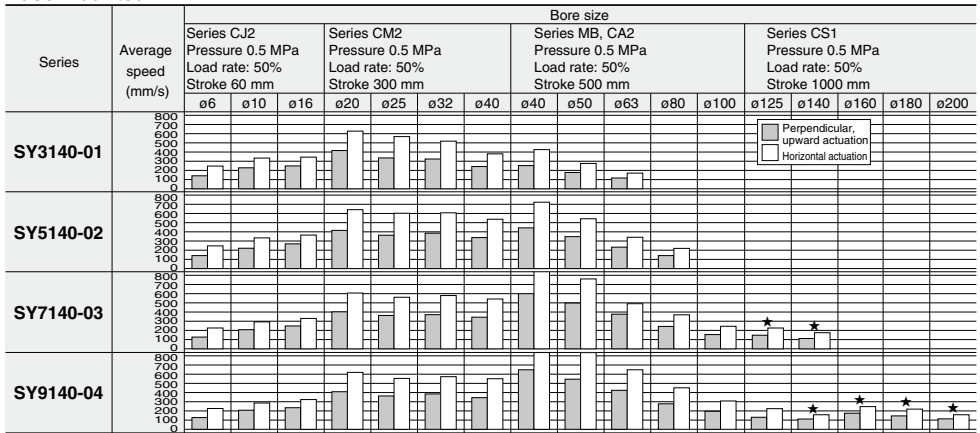 Bore size
Series
Average speed (mm/s)
Series CJ2
Pressure 0.5 MPa
Load rate: 50%
Stroke 60 mm
Series CM2
Pressure 0.5 MPa
Load rate: 50%
Stroke 300 mm
Series MB, CA2
Pressure 0.5 MPa
Load rate: 50%
Stroke 500 mm
Series CS1
Pressure 0.5 MPa
Load rate: 50%
Stroke 1000 mm
ø6 ø10 ø16 ø20 ø25 ø32 ø40 ø40 ø50 ø63 ø80 ø100 ø125 ø140 ø160 ø180 ø200
SY3140-01
800
700
600
500
400
300
200
100
0
Perpendicular,
upward actuation
Horizontal actuation
SY5140-02
800
700
600
500
400
300
200
100
0
SY7140-03
800
700
600
500
400
300
200
100
0
★ ★
SY9140-04
800
700
600
500
400
300
200
100
0
★ ★ ★ ★